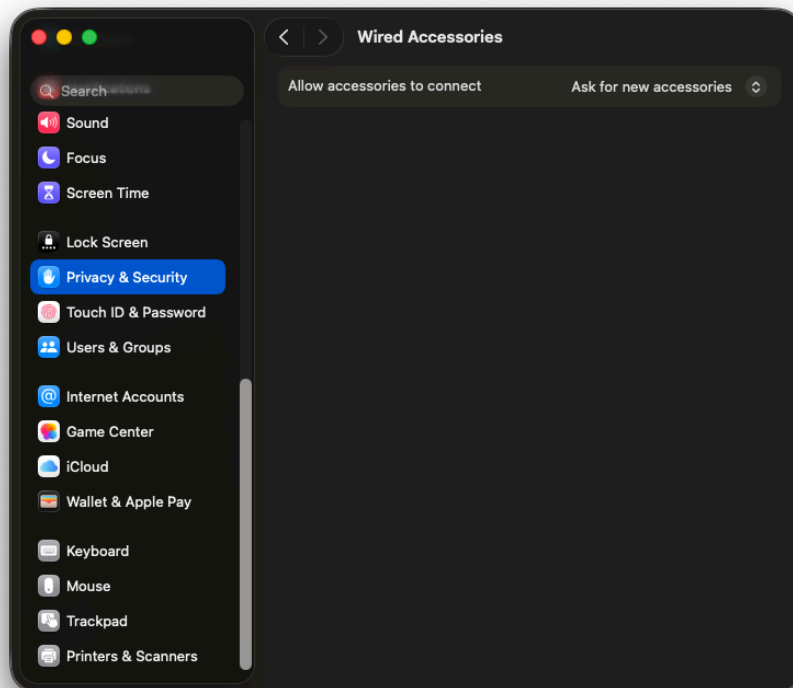 Wired Accessories
Search
Allow accessories to connect Ask for new accessories
Sound
Focus
Screen Time
Lock Screen
Privacy & Security
Touch ID & Password
Users & Groups
Internet Accounts
Game Center
iCloud
Wallet & Apple Pay
Keyboard
Mouse
Trackpad
Printers & Scanners